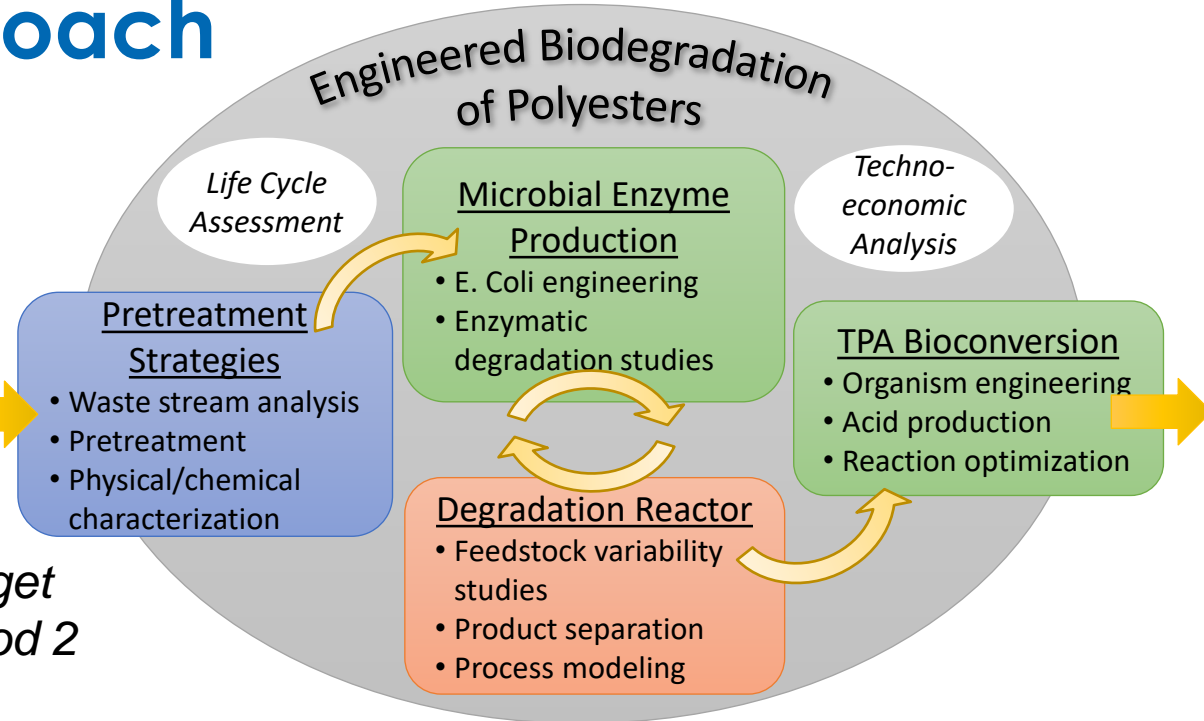 oach
Engineered Biodegradation
of Polyesters
Life Cycle
Assessment
Microbial Enzyme
Production
• E. Coli engineering
• Enzymatic
degradation studies
Techno-
economic
Analysis
Pretreatment
Strategies
• Waste stream analysis
• Pretreatment
• Physical/chemical
characterization
TPA Bioconversion
• Organism engineering
• Acid production
• Reaction optimization
Degradation Reactor
• Feedstock variability
studies
• Product separation
• Process modeling
get
od 2